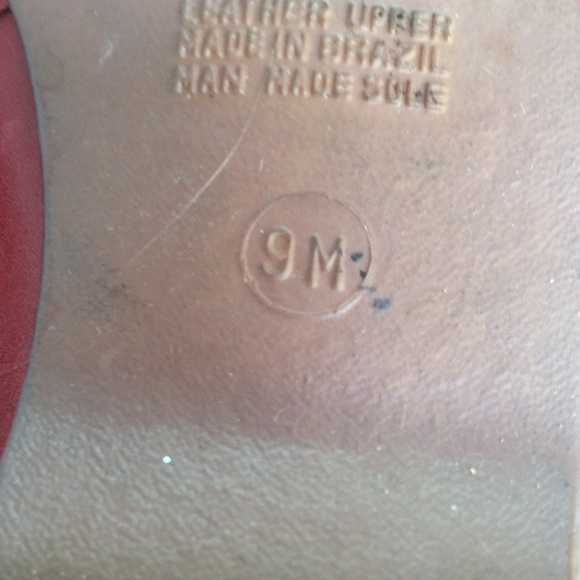 LEATHER UPPER
MADE IN BRAZIL
MAN MADE SOLE
9M